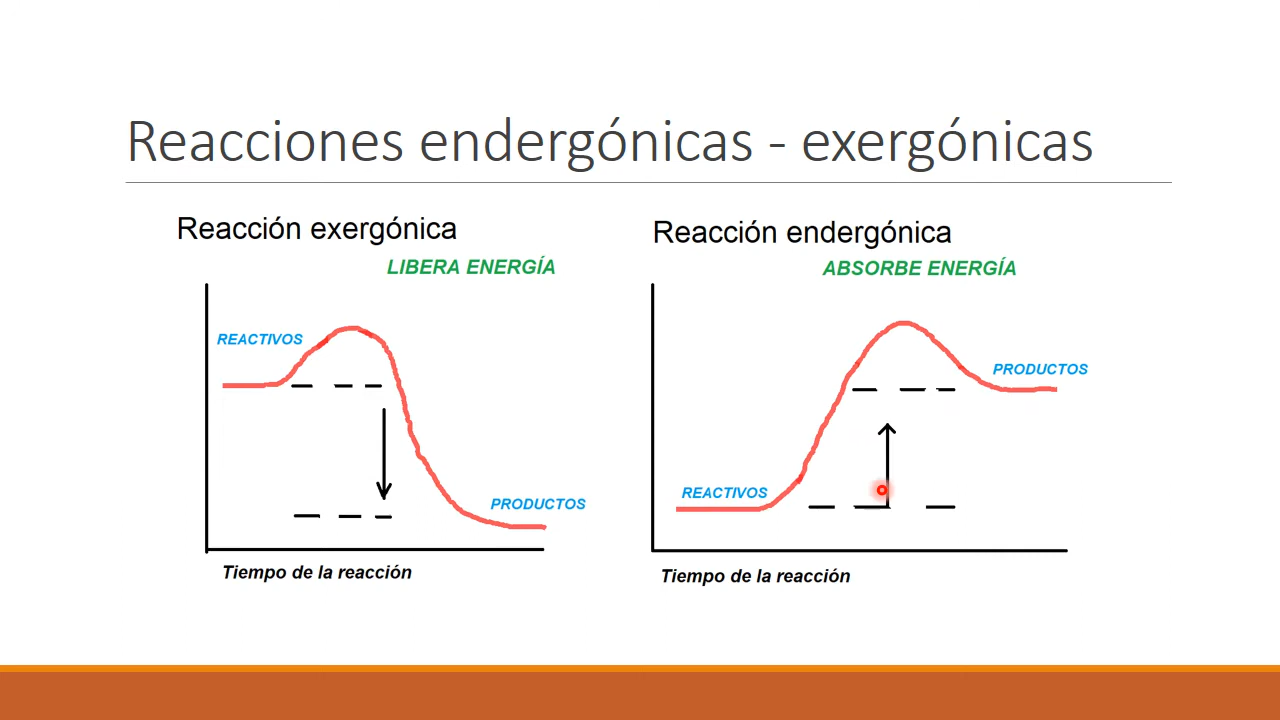 Reacciones endergónicas - exergónicas
Reacción exergónica
LIBERA ENERGÍA
REACTIVOS
PRODUCTOS
Tiempo de la reacción
Reacción endergónica
ABSORBE ENERGÍA
PRODUCTOS
REACTIVOS
Tiempo de la reacción